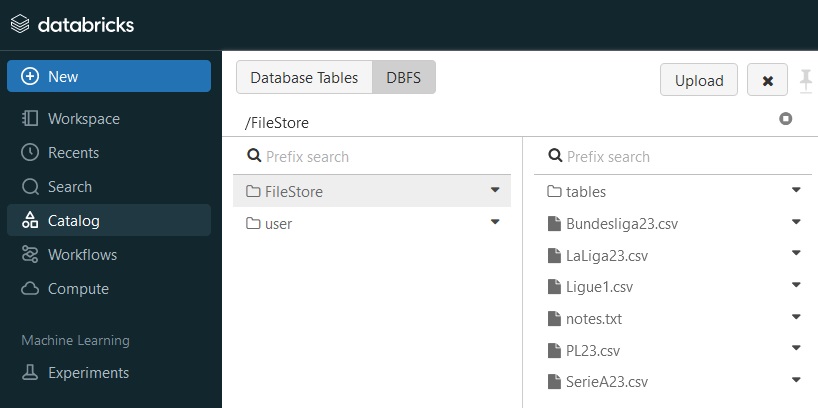 databricks
New
Workspace
Recents
Search
Catalog
Workflows
Compute
Machine Learning
Experiments
Database Tables
DBFS
Upload
/FileStore
Prefix search
FileStore
user
Prefix search
tables
Bundesliga23.csv
LaLiga23.csv
Ligue1.csv
notes.txt
PL23.csv
SerieA23.csv